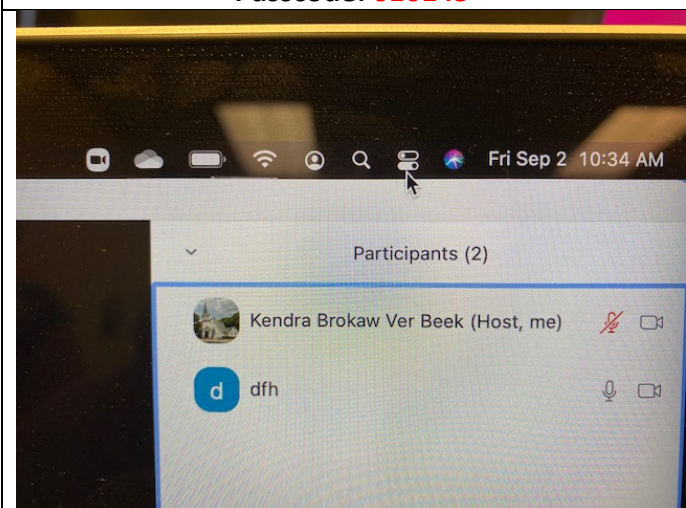 Fri Sep 2 10:34 AM
Participants (2)
Kendra Brokaw Ver Beek (Host, me)
d dfh